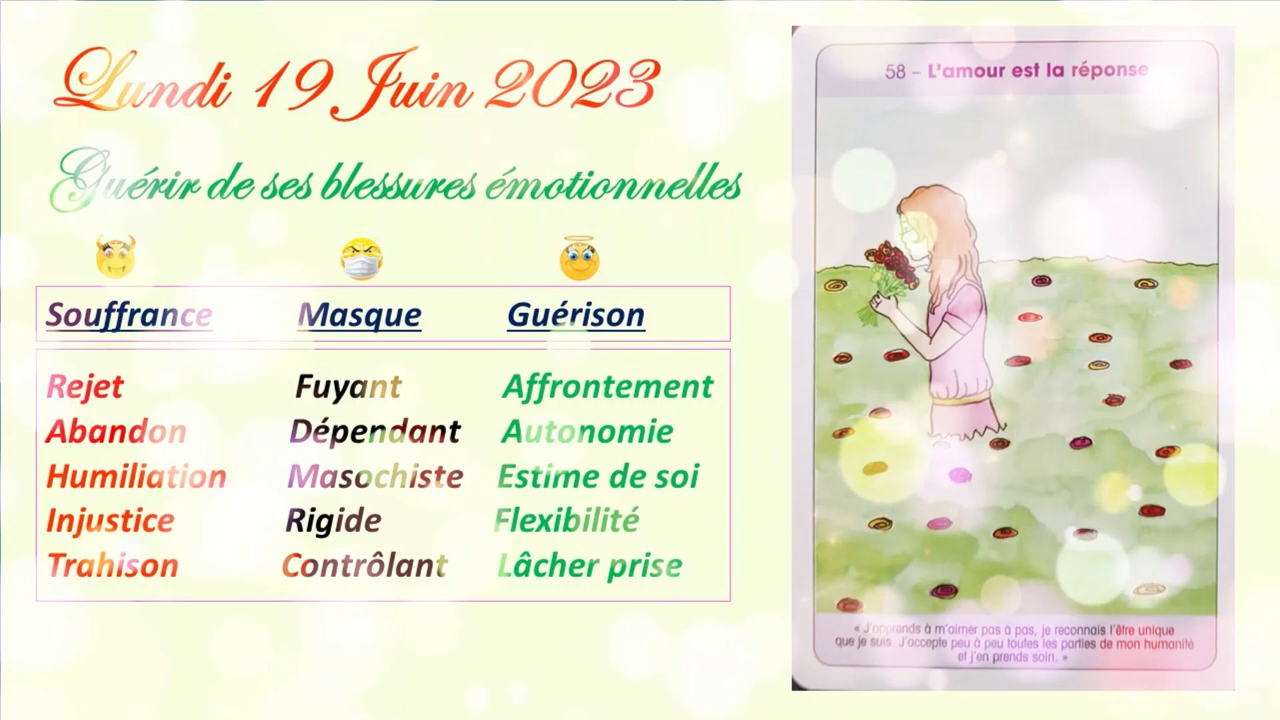 Lundi 19 Juin 2023
Guérir de ses blessures émotionnelles
Souffrance Masque Guérison
Rejet Fuyant Affrontement
Abandon Dépendant Autonomie
Humiliation Masochiste Estime de soi
Injustice Rigide Flexibilité
Trahison Contrôlant Lâcher prise
58 – L'amour est la réponse
« J'apprends à m'aimer pas à pas, je reconnais l'être unique
que je suis. J'accepte peu à peu toutes les parties de mon humanité
et j'en prends soin. »